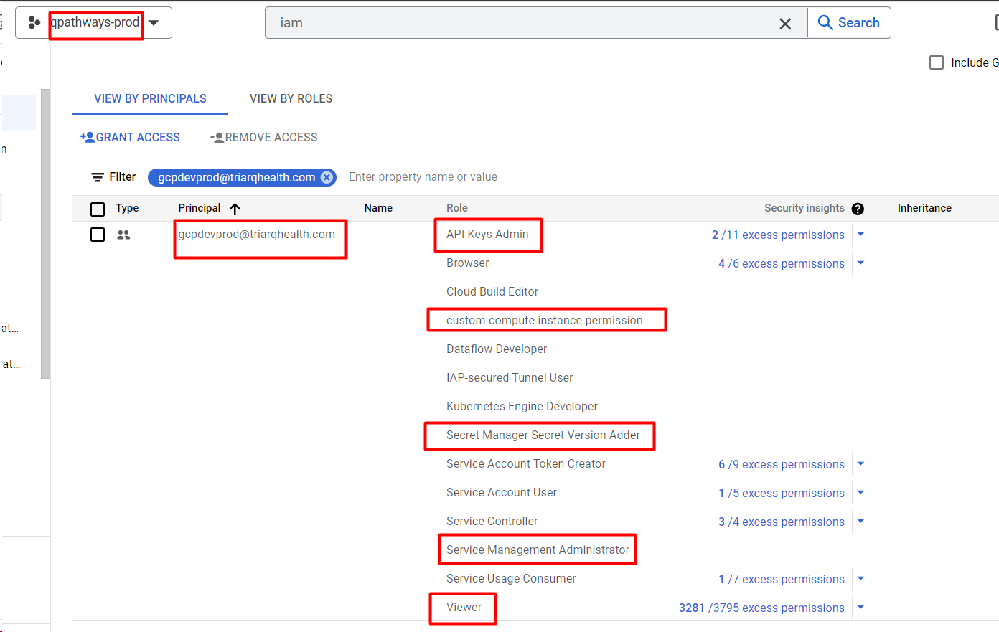 qpathways-prod
iam
Search
Include G
VIEW BY PRINCIPALS
VIEW BY ROLES
GRANT ACCESS
REMOVE ACCESS
Filter
gcpdevprod@triarqhealth.com
Enter property name or value
Type Principal Name Role Security insights Inheritance
gcpdevprod@triarqhealth.com API Keys Admin 2 /11 excess permissions
Browser 4 /6 excess permissions
Cloud Build Editor
custom-compute-instance-permission
at...
Dataflow Developer
at...
IAP-secured Tunnel User
Kubernetes Engine Developer
Secret Manager Secret Version Adder
Service Account Token Creator 6 /9 excess permissions
Service Account User 1 /5 excess permissions
Service Controller 3 /4 excess permissions
Service Management Administrator
Service Usage Consumer 1 /7 excess permissions
Viewer 3281 /3795 excess permissions